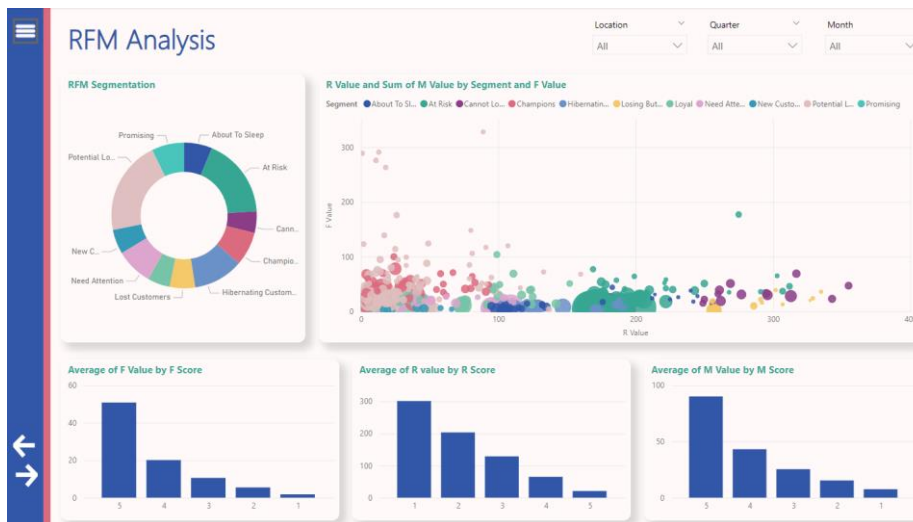 RFM Analysis
Location Quarter Month
All All All
RFM Segmentation
Promising
About To Sleep
Potential Lo...
At Risk
New C...
Cann...
Need Attention
Champio...
Lost Customers
Hibernating Custom...
R Value and Sum of M Value by Segment and F Value
Segment About To Sl... At Risk Cannot Lo... Champions Hibernatin... Losing But... Loyal Need Atte... New Custo... Potential L... Promising
F Value
300
200
100
0
0 100 200 300 40
R Value
Average of F Value by F Score
60
40
20
0
5 4 3 2 1
Average of R value by R Score
300
200
100
0
1 2 3 4 5
Average of M Value by M Score
100
50
0
5 4 3 2 1